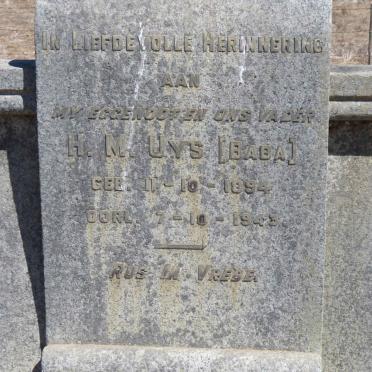 IN LIEFDEVOLLE HERINNERING
AAN
MY EGGENOOT EN ONS VADER
H. M. UYS [BABA]
GEB. 11-10-1894
OORL. 7-10-1943.
RUS IN VREDE.